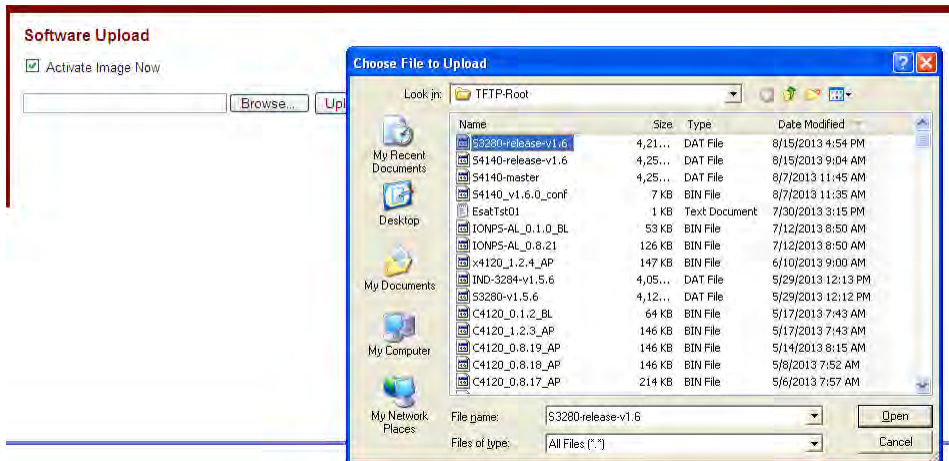 Software Upload
Activate Image Now
Browse... Upl
Choose File to Upload
Look in: TFTP-Root
Name Size Type Date Modified
S3280-release-v1.6 4,21... DAT File 8/15/2013 4:54 PM
S4140-release-v1.6 4,25... DAT File 8/15/2013 9:04 AM
S4140-master 4,25... DAT File 8/7/2013 11:45 AM
S4140_v1.6.0_conf 7 KB BIN File 8/7/2013 11:35 AM
EsatTst01 1 KB Text Document 7/30/2013 3:15 PM
IONPS-AL_0.1.0_BL 53 KB BIN File 7/12/2013 8:50 AM
IONPS-AL_0.8.21 126 KB BIN File 7/12/2013 8:50 AM
x4120_1.2.4_AP 147 KB BIN File 6/10/2013 9:00 AM
IND-3284-v1.5.6 4,05... DAT File 5/29/2013 12:13 PM
S3280-v1.5.6 4,12... DAT File 5/29/2013 12:12 PM
C4120_0.1.2_BL 64 KB BIN File 5/17/2013 7:43 AM
C4120_1.2.3_AP 146 KB BIN File 5/17/2013 7:43 AM
C4120_0.8.19_AP 146 KB BIN File 5/14/2013 8:15 AM
C4120_0.8.18_AP 146 KB BIN File 5/8/2013 7:52 AM
C4120_0.8.17_AP 214 KB BIN File 5/6/2013 7:57 AM
My Recent
Documents
Desktop
My Documents
My Computer
My Network
Places
File name: S3280-release-v1.6 Open
Files of type: All Files (*.*) Cancel